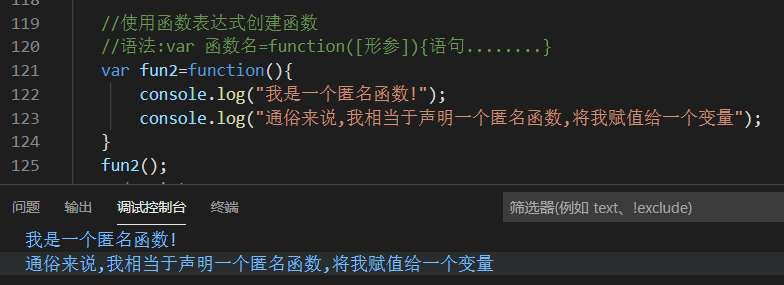 118
119 //使用函数表达式创建函数
120 //语法:var 函数名=function([形参]){语句........}
121 var fun2=function(){
122 console.log("我是一个匿名函数!");
123 console.log("通俗来说,我相当于声明一个匿名函数,将我赋值给一个变量");
124 }
125 fun2();
问题 输出 调试控制台 终端 筛选器(例如 text、!exclude)
我是一个匿名函数!
通俗来说,我相当于声明一个匿名函数,将我赋值给一个变量